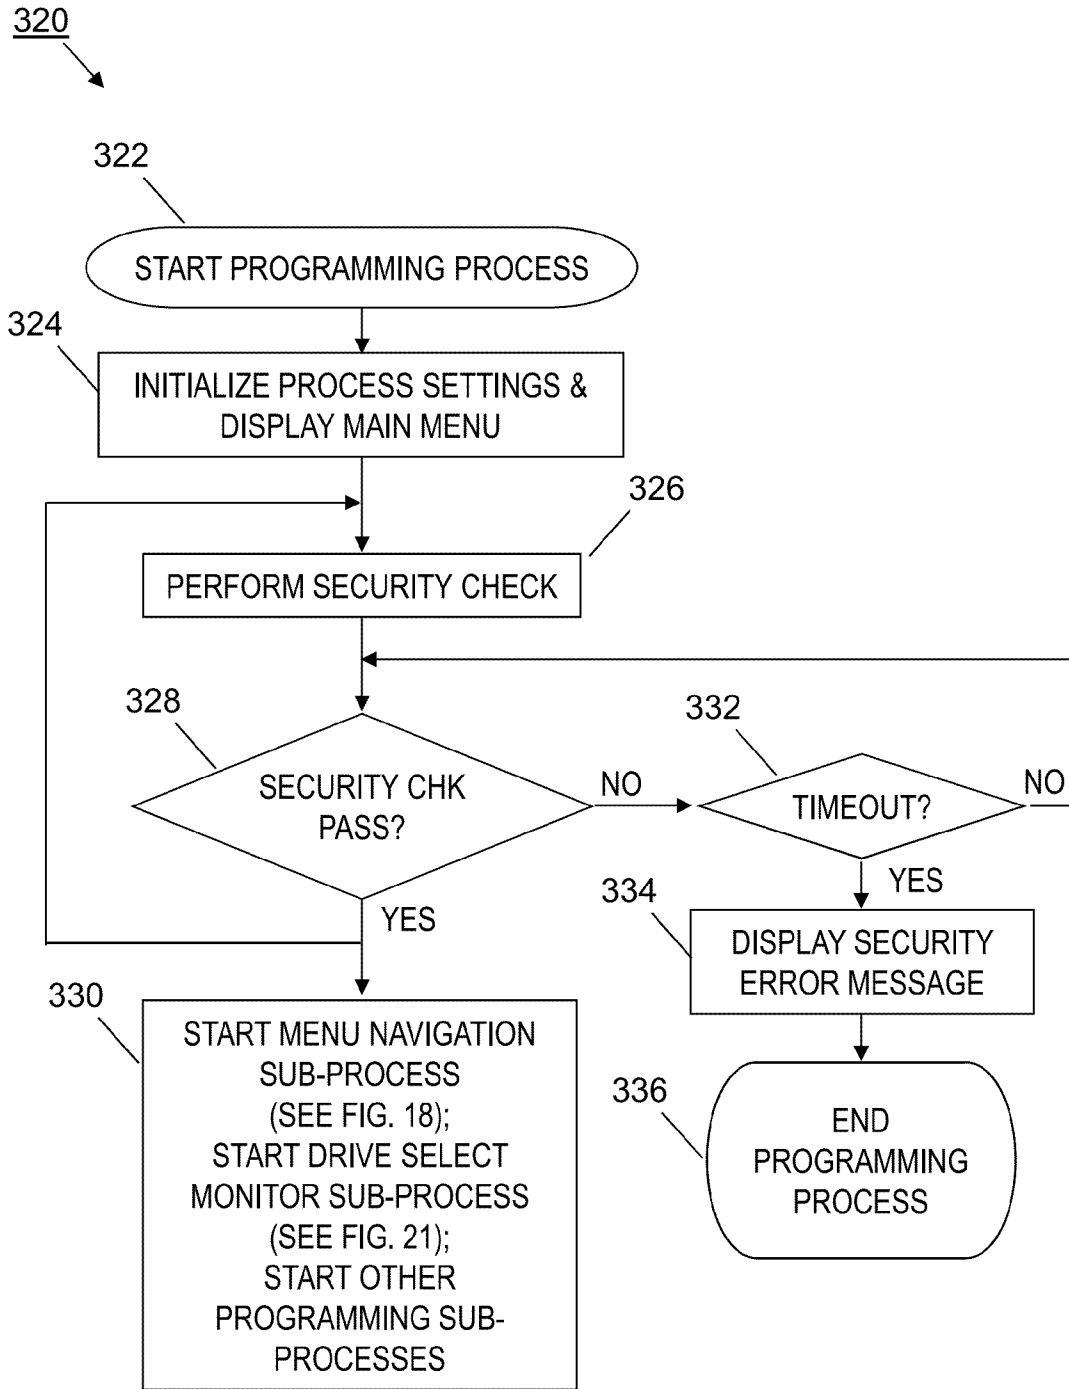 320
322
START PROGRAMMING PROCESS
324
INITIALIZE PROCESS SETTINGS &
DISPLAY MAIN MENU
326
PERFORM SECURITY CHECK
328
SECURITY CHK
PASS?
NO
332
TIMEOUT?
NO
YES
YES
334
DISPLAY SECURITY
ERROR MESSAGE
330
START MENU NAVIGATION
SUB-PROCESS
(SEE FIG. 18);
START DRIVE SELECT
MONITOR SUB-PROCESS
(SEE FIG. 21);
START OTHER
PROGRAMMING SUB-
PROCESSES
336
END
PROGRAMMING
PROCESS